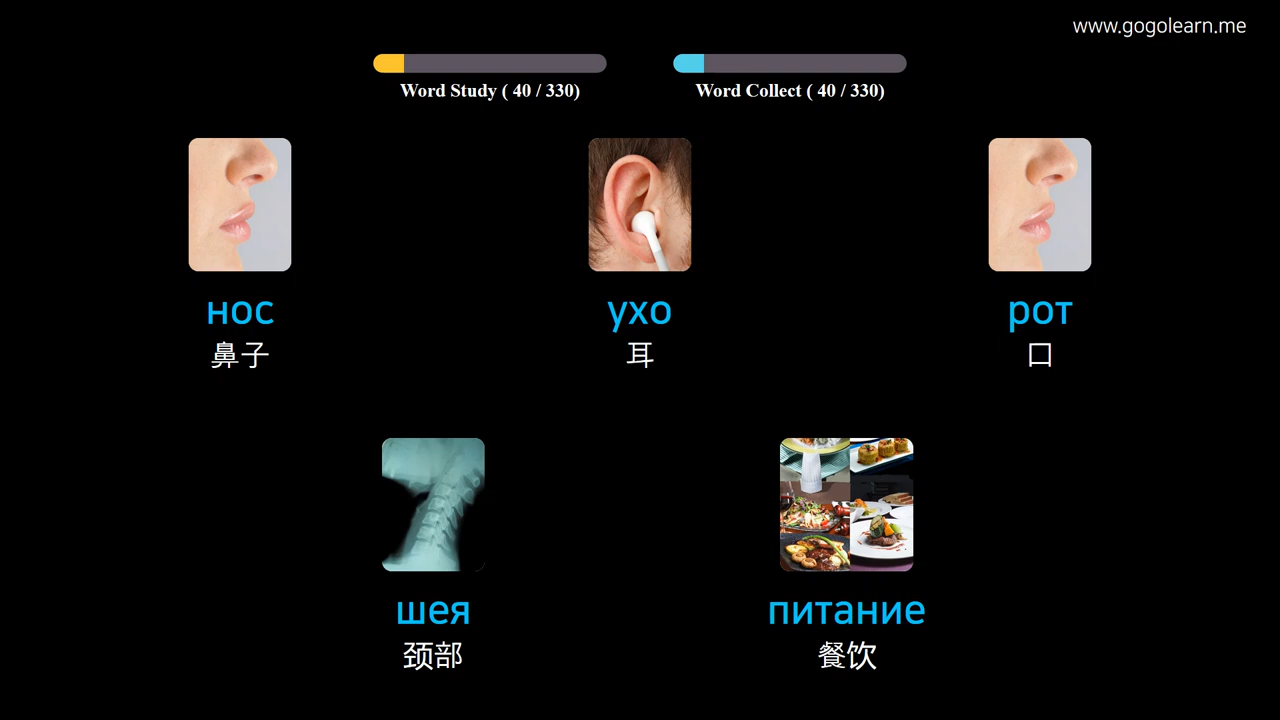 www.gogolearn.me
Word Study ( 40 / 330)
Word Collect ( 40 / 330)
нос
鼻子
ухо
耳
рот
口
шея
颈部
питание
餐饮